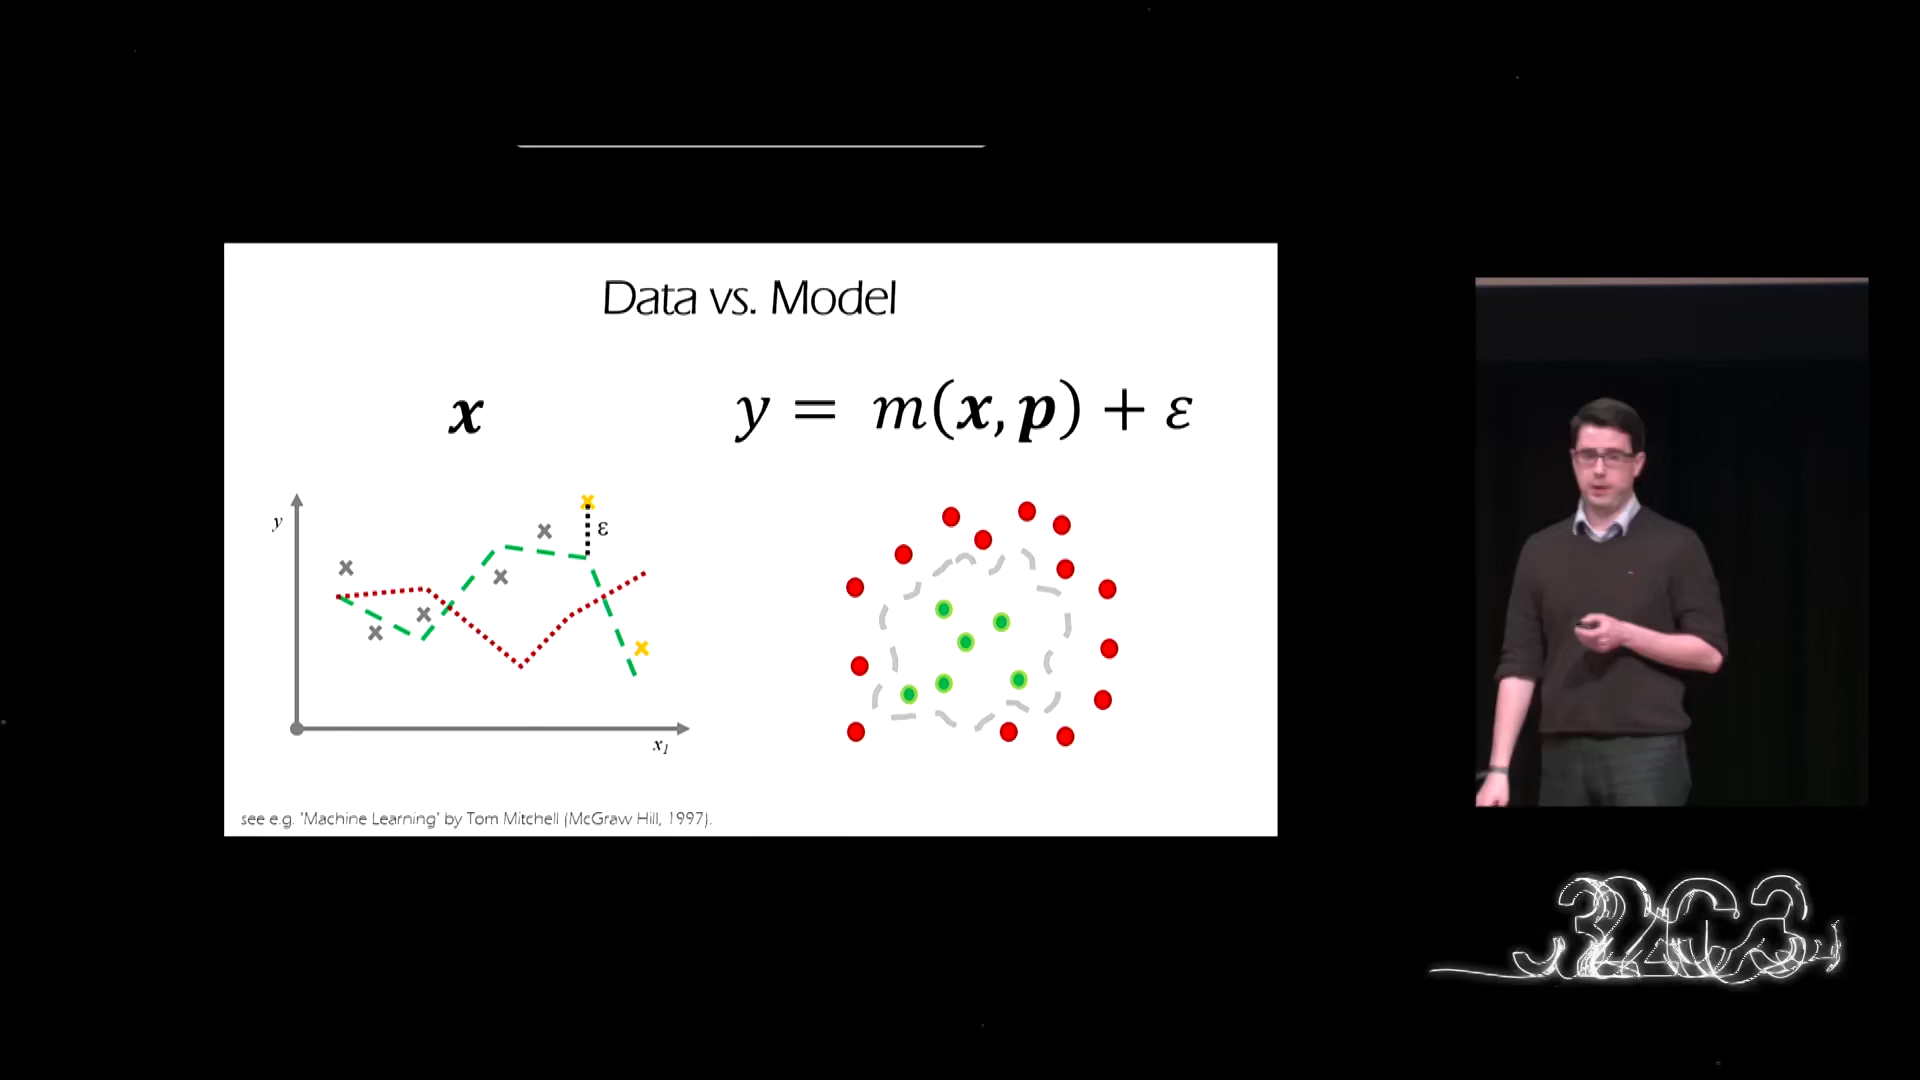 Data vs. Model
x
y = m(x, p) + ε
y
ε
x₁
see e.g. 'Machine Learning' by Tom Mitchell (McGraw Hill, 1997).
32C3